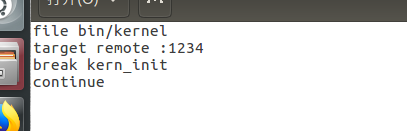 file bin/kernel
target remote :1234
break kern_init
continue